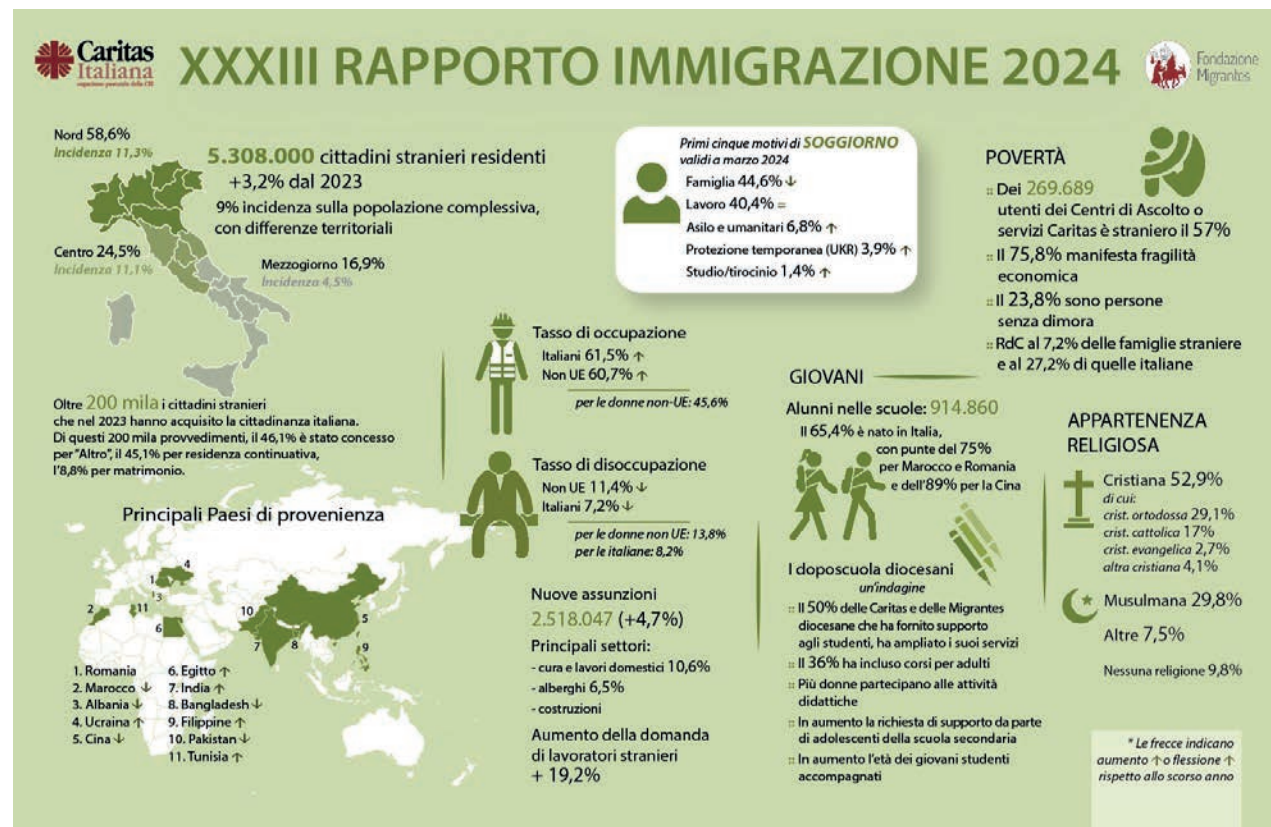 Caritas
Italiana
organismo pastorale della CEI
XXXIII RAPPORTO IMMIGRAZIONE 2024
Fondazione
Migrantes
Nord 58,6%
Incidenza 11,3%
Centro 24,5%
Incidenza 11,1%
Mezzogiorno 16,9%
Incidenza 4,5%
5.308.000 cittadini stranieri residenti
+3,2% dal 2023
9% incidenza sulla popolazione complessiva,
con differenze territoriali
Oltre 200 mila i cittadini stranieri
che nel 2023 hanno acquisito la cittadinanza italiana.
Di questi 200 mila provvedimenti, il 46,1% è stato concesso
per "Altro", il 45,1% per residenza continuativa,
l'8,8% per matrimonio.
Principali Paesi di provenienza
1
2
3
4
5
6
7
8
9
10
11
1. Romania
2. Marocco ↓
3. Albania ↓
4. Ucraina ↑
5. Cina ↓
6. Egitto ↑
7. India ↑
8. Bangladesh ↓
9. Filippine ↑
10. Pakistan ↓
11. Tunisia ↑
Primi cinque motivi di SOGGIORNO
validi a marzo 2024
Famiglia 44,6% ↓
Lavoro 40,4% =
Asilo e umanitari 6,8% ↑
Protezione temporanea (UKR) 3,9% ↑
Studio/tirocinio 1,4% ↑
Tasso di occupazione
Italiani 61,5% ↑
Non UE 60,7% ↑
per le donne non-UE: 45,6%
Tasso di disoccupazione
Non UE 11,4% ↓
Italiani 7,2% ↓
per le donne non UE: 13,8%
per le italiane: 8,2%
Nuove assunzioni
2.518.047 (+4,7%)
Principali settori:
- cura e lavori domestici 10,6%
- alberghi 6,5%
- costruzioni
Aumento della domanda
di lavoratori stranieri
+ 19,2%
POVERTÀ
:: Dei 269.689
utenti dei Centri di Ascolto o
servizi Caritas è straniero il 57%
:: Il 75,8% manifesta fragilità
economica
:: Il 23,8% sono persone
senza dimora
:: RdC al 7,2% delle famiglie straniere
e al 27,2% di quelle italiane
GIOVANI
Alunni nelle scuole: 914.860
Il 65,4% è nato in Italia,
con punte del 75%
per Marocco e Romania
e dell'89% per la Cina
I doposcuola diocesani
un'indagine
:: Il 50% delle Caritas e delle Migrantes
diocesane che ha fornito supporto
agli studenti, ha ampliato i suoi servizi
:: Il 36% ha incluso corsi per adulti
:: Più donne partecipano alle attività
didattiche
:: In aumento la richiesta di supporto da parte
di adolescenti della scuola secondaria
:: In aumento l'età dei giovani studenti
accompagnati
APPARTENENZA
RELIGIOSA
Cristiana 52,9%
di cui:
crist. ortodossa 29,1%
crist. cattolica 17%
crist. evangelica 2,7%
altra cristiana 4,1%
Musulmana 29,8%
Altre 7,5%
Nessuna religione 9,8%
* Le frecce indicano
aumento ↑ o flessione ↑
rispetto allo scorso anno